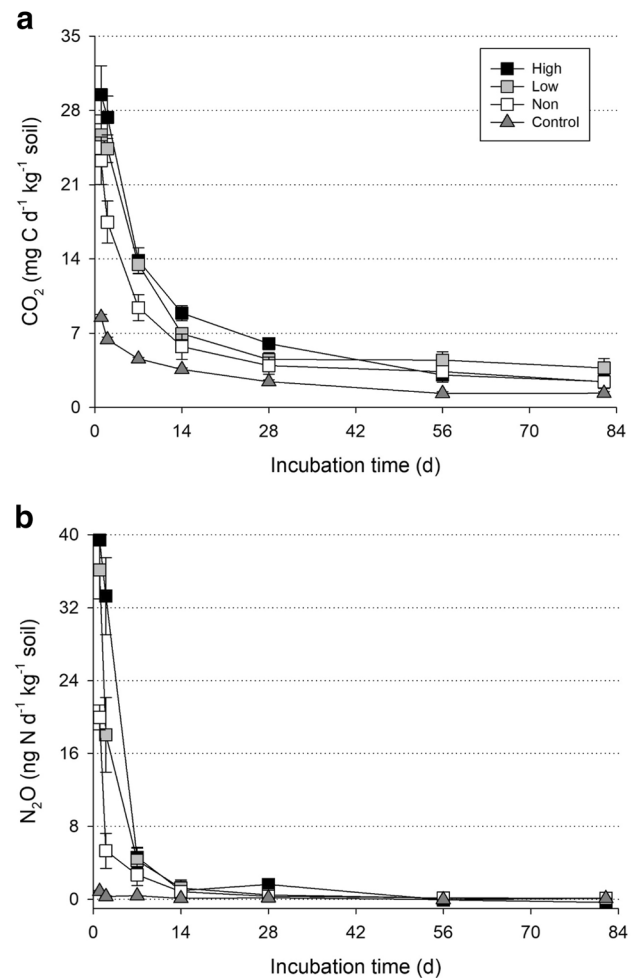 a
35
28
21
14
7
0
CO₂ (mg C d⁻¹ kg⁻¹ soil)
High
Low
Non
Control
0 14 28 42 56 70 84
Incubation time (d)
b
40
32
24
16
8
0
N₂O (ng N d⁻¹ kg⁻¹ soil)
0 14 28 42 56 70 84
Incubation time (d)